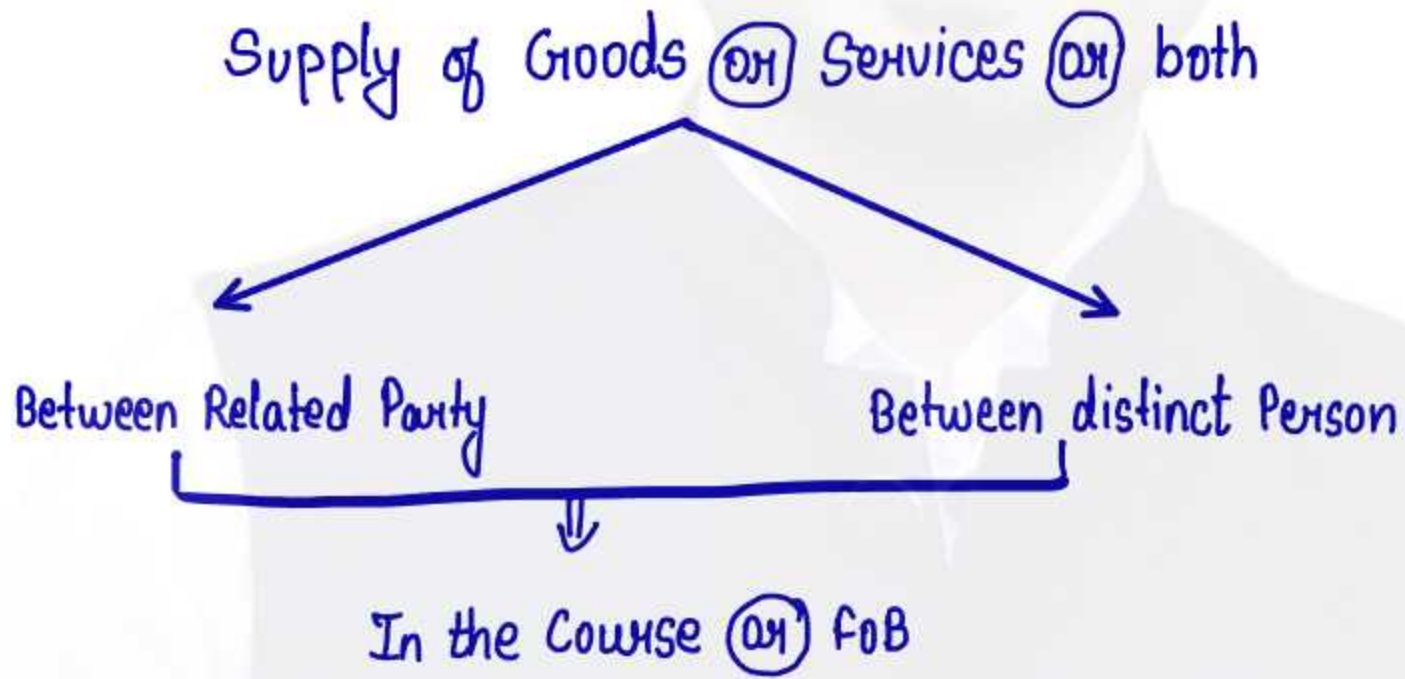 Supply of Goods or Services or both
Between Related Party
Between distinct Person
In the Course or FOB